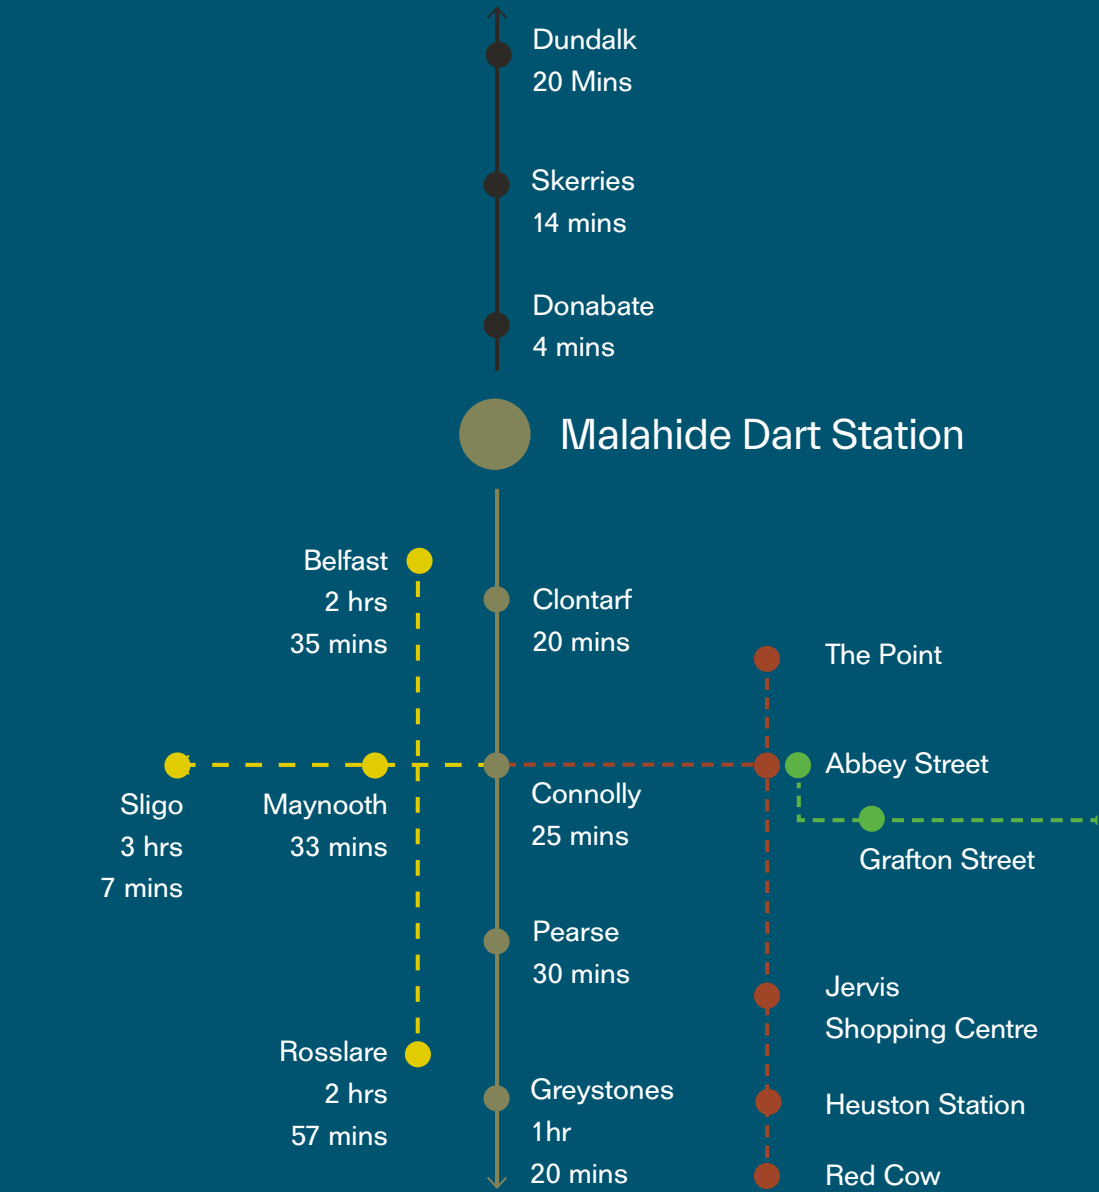 Dundalk
20 Mins
Skerries
14 mins
Donabate
4 mins
Malahide Dart Station
Belfast
2 hrs
35 mins
Clontarf
20 mins
The Point
Abbey Street
Sligo
3 hrs
7 mins
Maynooth
33 mins
Connolly
25 mins
Grafton Street
Pearse
30 mins
Jervis
Shopping Centre
Rosslare
2 hrs
57 mins
Greystones
1hr
20 mins
Heuston Station
Red Cow